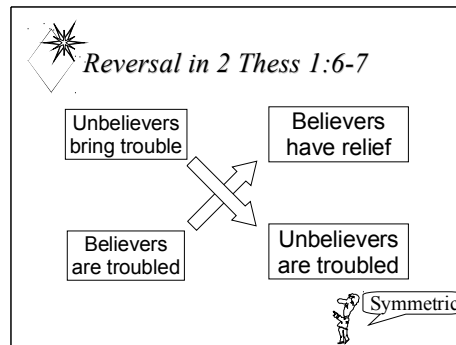 Reversal in 2 Thess 1:6-7
Unbelievers
bring trouble
Believers
have relief
Believers
are troubled
Unbelievers
are troubled
Symmetric